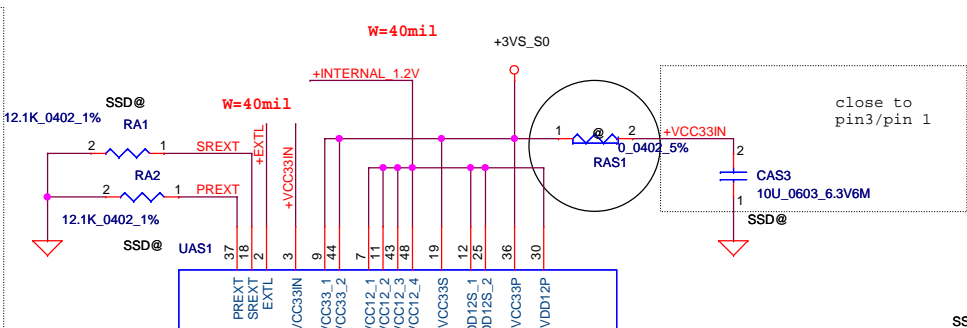 W=40mil
+3VS_S0
+INTERNAL_1.2V
SSD@
12.1K_0402_1%
RA1
W=40mil
close to
pin3/pin 1
1
@
2
+VCC33IN
0_0402_5%
RAS1
2
1
SREXT
+EXTL
+VCC33IN
2
CAS3
10U_0603_6.3V6M
1
SSD@
RA2
2
1
PREXT
12.1K_0402_1%
SSD@
UAS1
37
18
2
3
9
44
7
11
43
48
19
12
25
36
30
PREXT
SREXT
EXTL
VCC33IN
VCC33_1
VCC33_2
VCC12_1
VCC12_2
VCC12_3
VCC12_4
VCC33S
DD12S_1
DD12S_2
VCC33P
VDD12P
SS